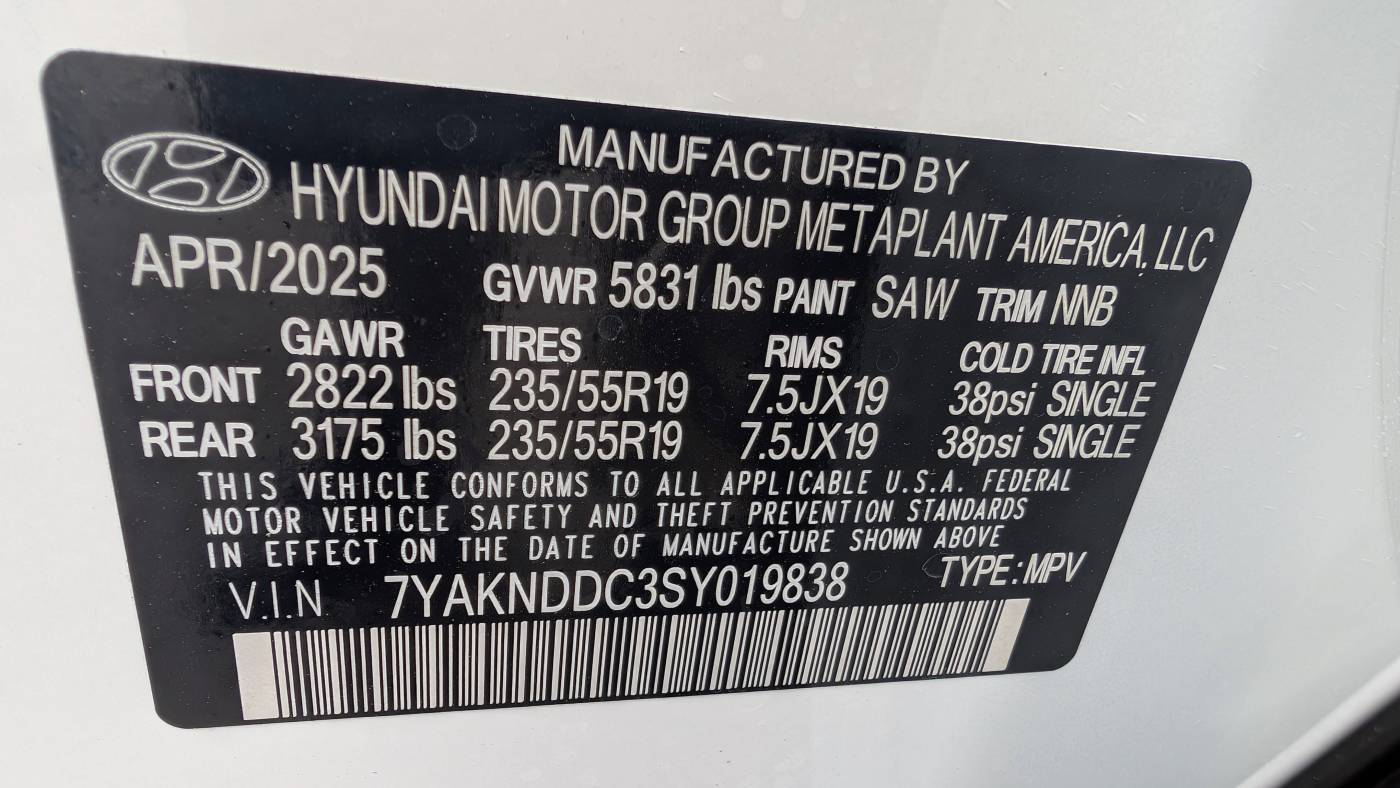 MANUFACTURED BY
HYUNDAI MOTOR GROUP METAPLANT AMERICA, LLC
APR/2025 GVWR 5831 lbs PAINT SAW TRIM NNB
GAWR TIRES RIMS COLD TIRE INFL
FRONT 2822 lbs 235/55R19 7.5JX19 38psi SINGLE
REAR 3175 lbs 235/55R19 7.5JX19 38psi SINGLE
THIS VEHICLE CONFORMS TO ALL APPLICABLE U.S.A. FEDERAL
MOTOR VEHICLE SAFETY AND THEFT PREVENTION STANDARDS
IN EFFECT ON THE DATE OF MANUFACTURE SHOWN ABOVE
V.I.N 7YAKNDDC3SY019838 TYPE: MPV